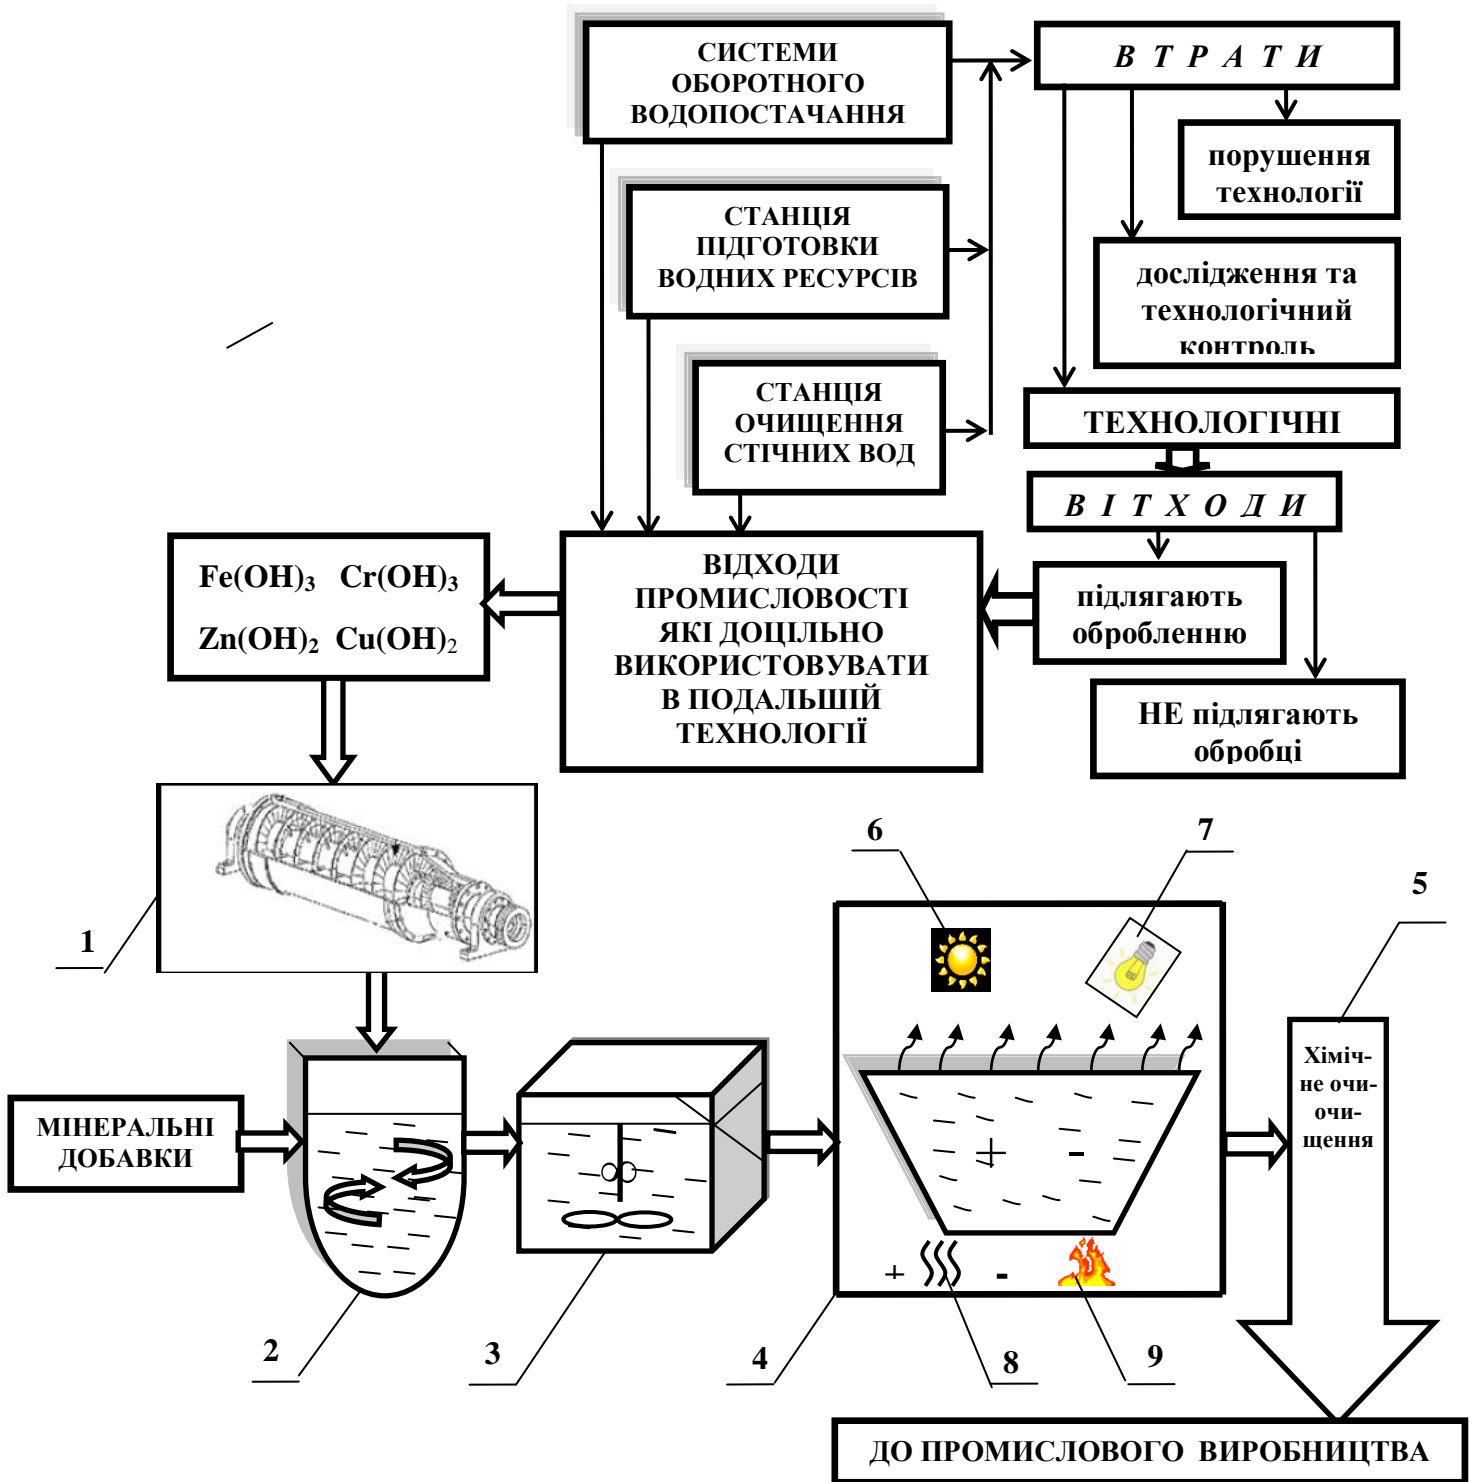 СИСТЕМИ
ОБОРОТНОГО
ВОДОПОСТАЧАННЯ
В Т Р А Т И
порушення
технології
СТАНЦІЯ
ПІДГОТОВКИ
ВОДНИХ РЕСУРСІВ
дослідження та
технологічний
контроль
СТАНЦІЯ
ОЧИЩЕННЯ
СТІЧНИХ ВОД
ТЕХНОЛОГІЧНІ
В І Т Х О Д И
Fe(OH)₃ Cr(OH)₃
Zn(OH)₂ Cu(OH)₂
ВІДХОДИ
ПРОМИСЛОВОСТІ
ЯКІ ДОЦІЛЬНО
ВИКОРИСТОВУВАТИ
В ПОДАЛЬШІЙ
ТЕХНОЛОГІЇ
підлягають
обробленню
НЕ підлягають
обробці
1
6
7
5
МІНЕРАЛЬНІ
ДОБАВКИ
Хіміч-
не очи-
очи-
щення
+ -
+ -
2
3
4
8
9
ДО ПРОМИСЛОВОГО ВИРОБНИЦТВА